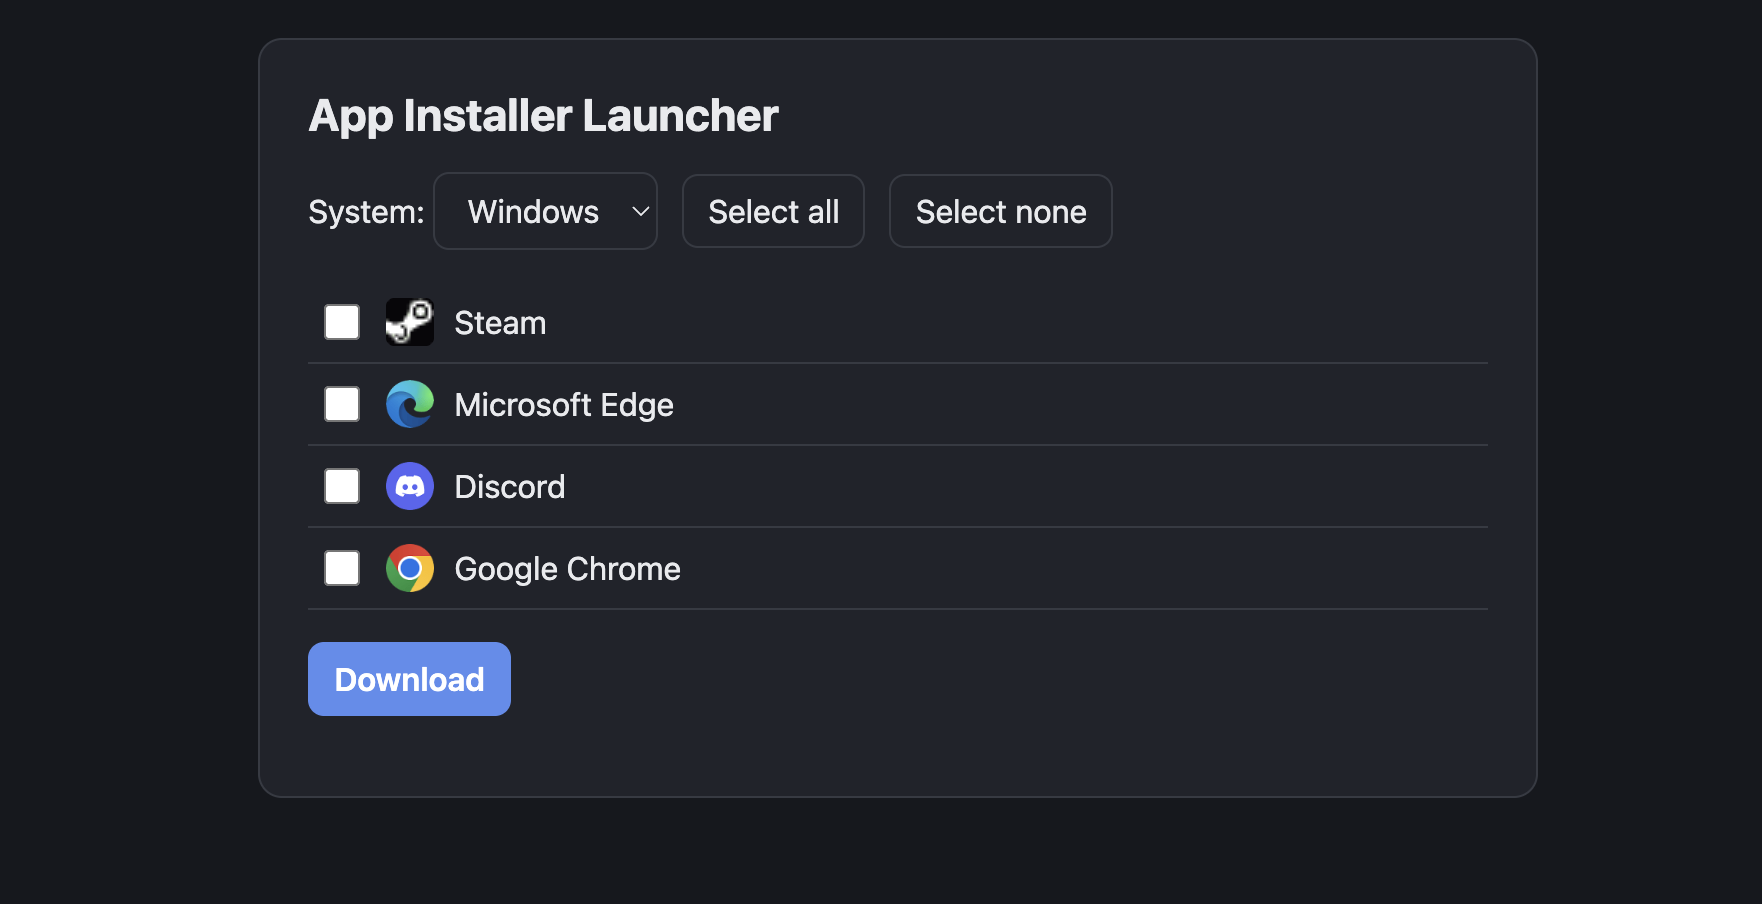 App Installer Launcher
System: Windows Select all Select none
Steam
Microsoft Edge
Discord
Google Chrome
Download